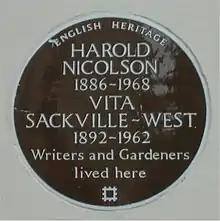 ENGLISH HERITAGE
HAROLD
NICOLSON
1886-1968
VITA
SACKVILLE-WEST
1892-1962
Writers and Gardeners
lived here